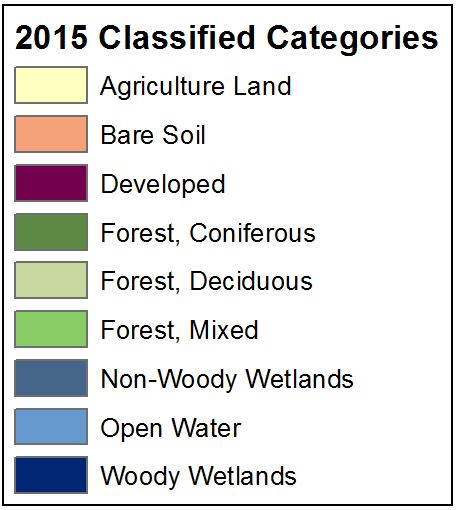 2015 Classified Categories
Agriculture Land
Bare Soil
Developed
Forest, Coniferous
Forest, Deciduous
Forest, Mixed
Non-Woody Wetlands
Open Water
Woody Wetlands